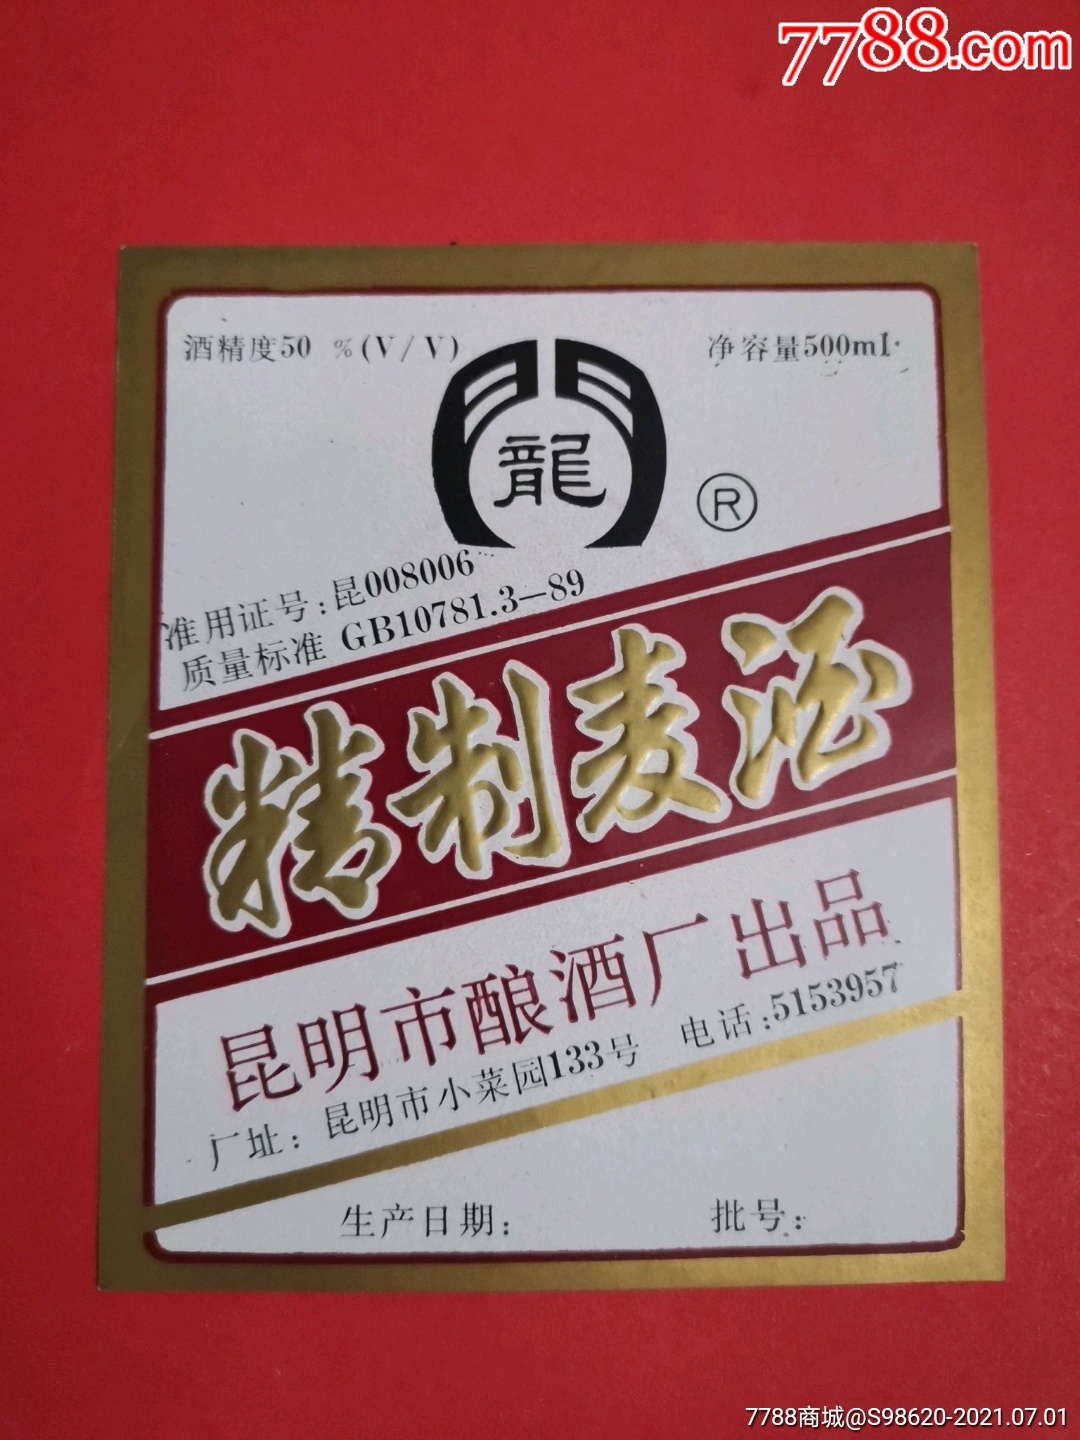 7788.com
酒精度50 %(V/V)
净容量500ml
龍
R
准用证号:昆008006
质量标准 GB10781.3-89
精制麦酒
昆明市酿酒厂出品
厂址: 昆明市小菜园133号 电话:5153957
生产日期: 批号:
7788商城@S98620-2021.07.01